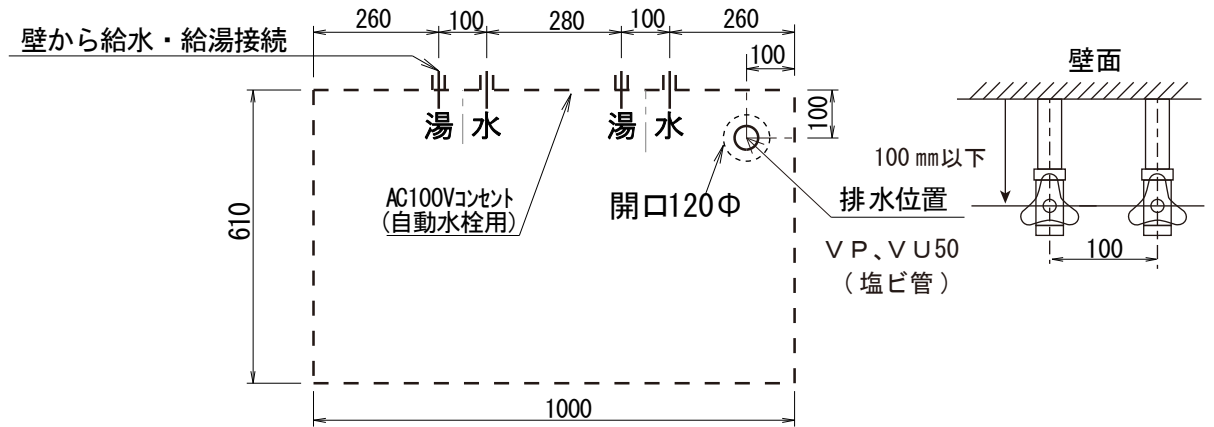 260
100
280
100
260
壁から給水・給湯接続
100
壁面
湯 水
湯 水
100
100 mm以下
AC100Vコンセント
(自動水栓用)
開口120Φ
排水位置
610
VP、VU50
(塩ビ管)
100
1000